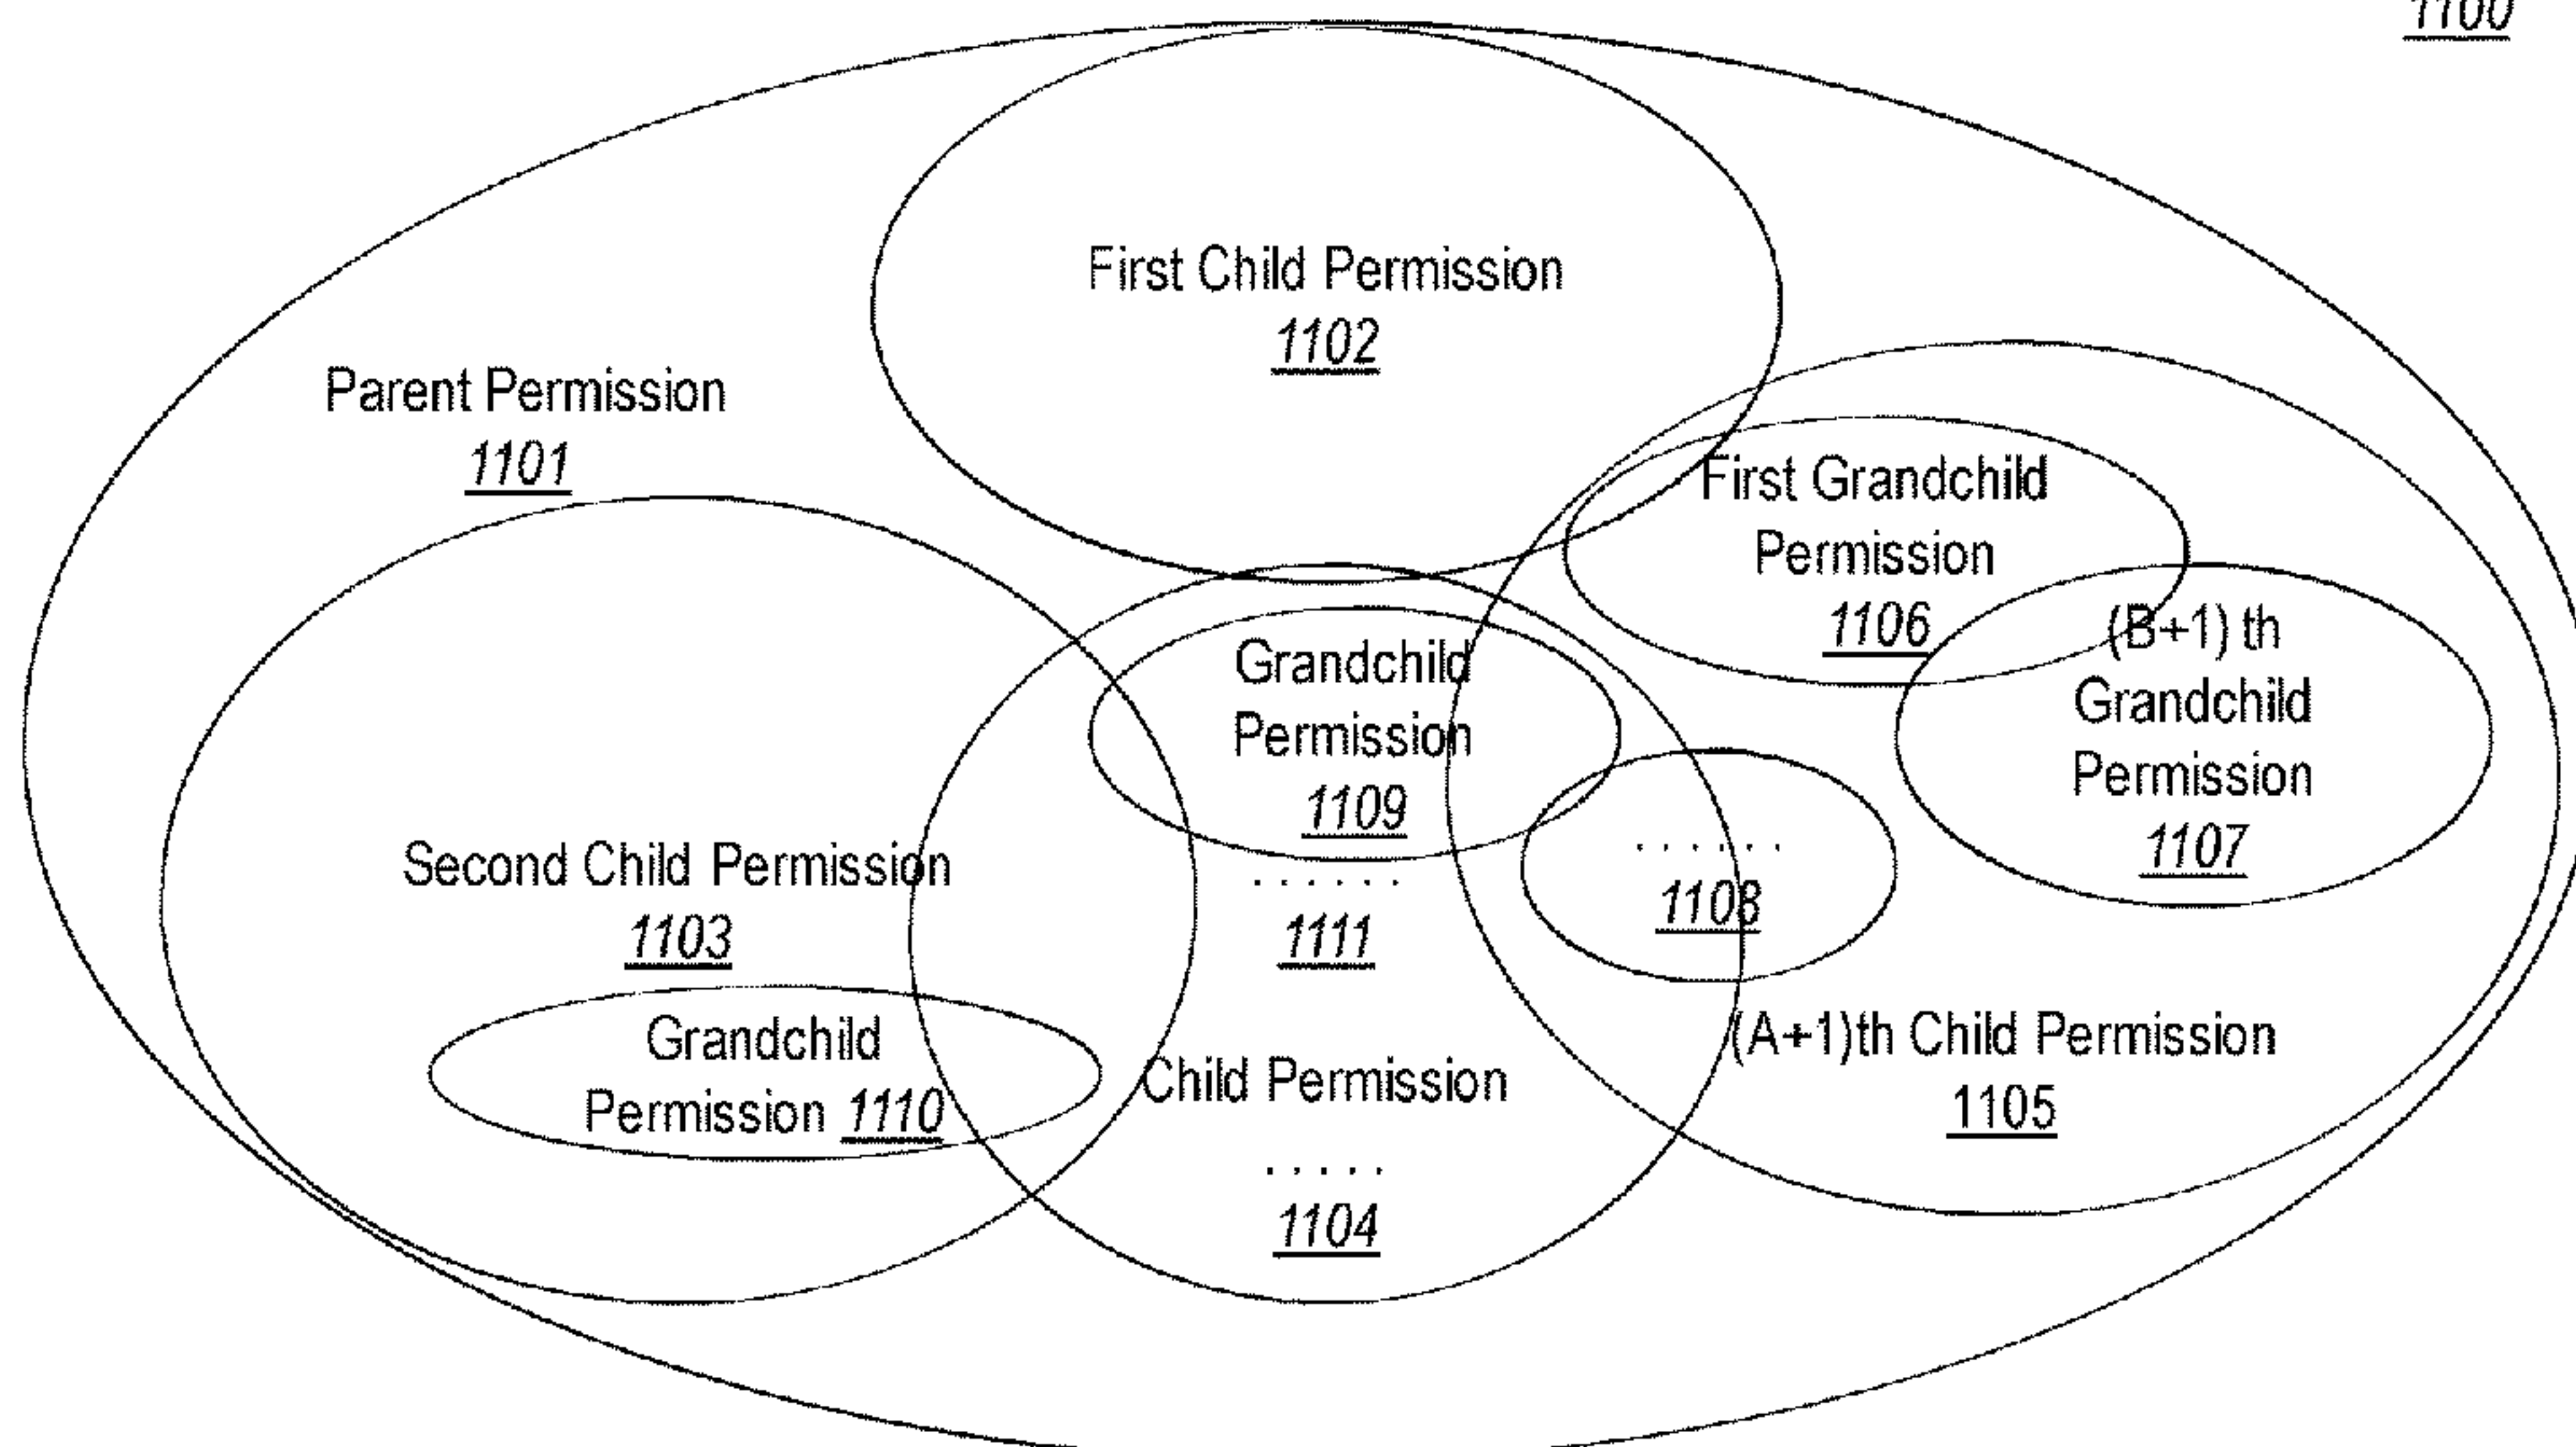 1100
First Child Permission
1102
Parent Permission
1101
First Grandchild
Permission
1106
(B+1) th
Grandchild
Permission
1107
Grandchild
Permission
1109
. . . . . .
1108
Second Child Permission
1103
. . . . . .
1111
Grandchild
Permission 1110
Child Permission
. . . . .
1104
(A+1)th Child Permission
1105